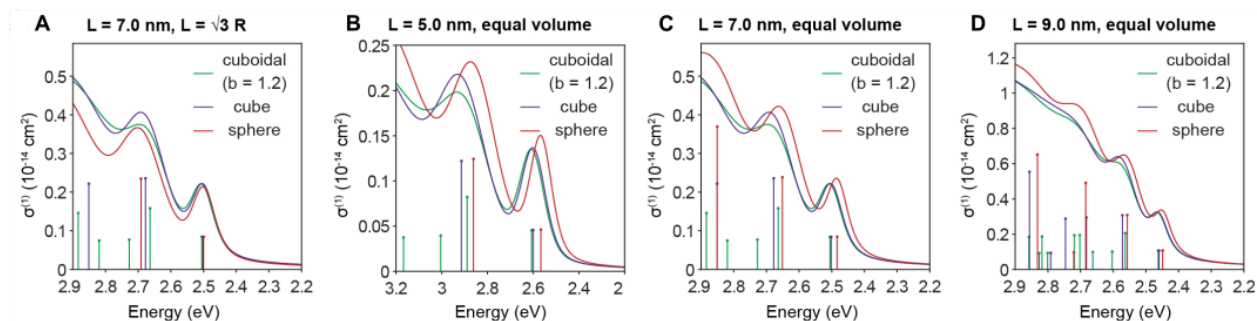 A L = 7.0 nm, L = √3 R
σ⁽¹⁾ (10⁻¹⁴ cm²)
0.5
0.4
0.3
0.2
0.1
0
cuboidal
(b = 1.2)
cube
sphere
2.9 2.8 2.7 2.6 2.5 2.4 2.3 2.2
Energy (eV)
B L = 5.0 nm, equal volume
0.25
0.2
0.15
0.1
0.05
0
cuboidal
(b = 1.2)
cube
sphere
3.2 3 2.8 2.6 2.4 2.2 2
Energy (eV)
C L = 7.0 nm, equal volume
0.5
0.4
0.3
0.2
0.1
0
cuboidal
(b = 1.2)
cube
sphere
2.9 2.8 2.7 2.6 2.5 2.4 2.3 2.2
Energy (eV)
D L = 9.0 nm, equal volume
σ⁽¹⁾ (10⁻¹⁴ cm²)
1.2
1
0.8
0.6
0.4
0.2
0
cuboidal
(b = 1.2)
cube
sphere
2.9 2.8 2.7 2.6 2.5 2.4 2.3 2.2
Energy (eV)